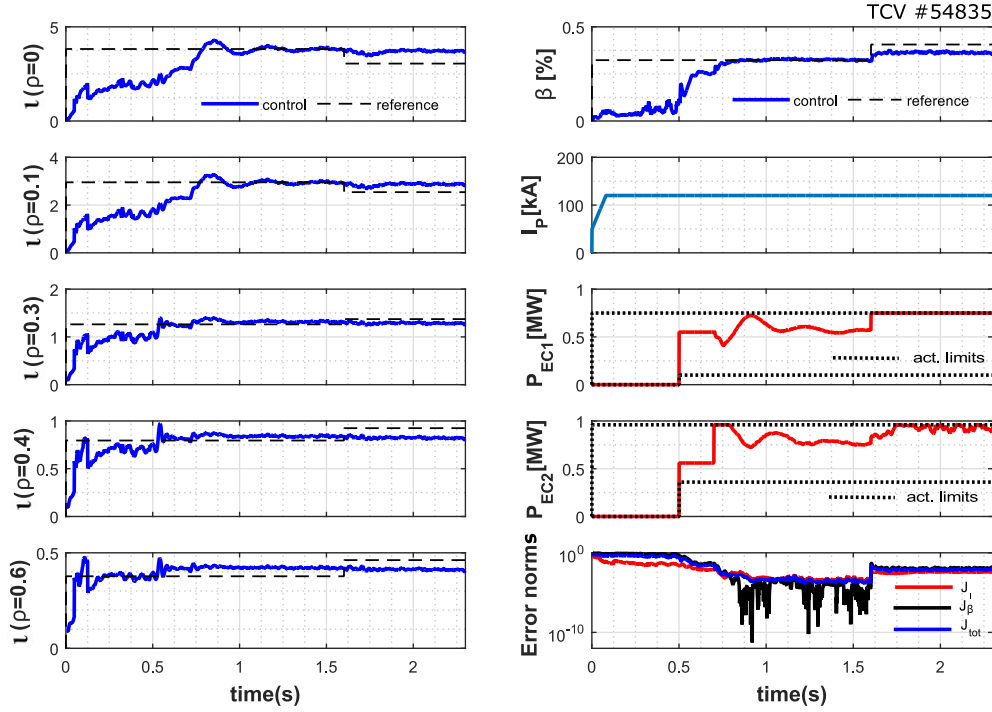 TCV #54835
5
0
ι(ρ=0)
control
reference
4
2
0
ι(ρ=0.1)
2
1
0
ι(ρ=0.3)
1
0.5
0
ι(ρ=0.4)
0.5
0
ι(ρ=0.6)
0
0.5
1
1.5
2
time(s)
0.5
0
β [%]
control
reference
200
100
0
I_P[kA]
1
0.5
0
P_EC1[MW]
act. limits
1
0.5
0
P_EC2[MW]
act. limits
10^0
10^-10
Error norms
J_ι
J_β
J_tot
0
0.5
1
1.5
2
time(s)